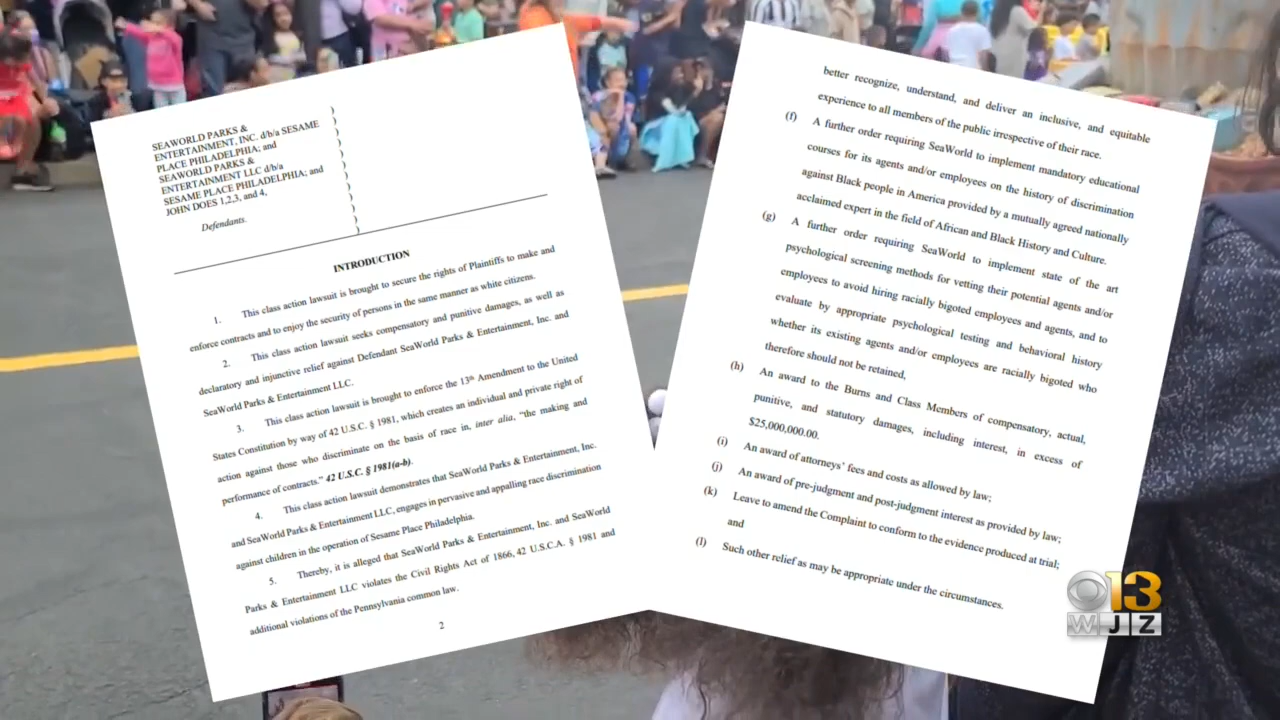 SEAWORLD PARKS &
ENTERTAINMENT, INC. d/b/a SESAME
PLACE PHILADELPHIA; and
SEAWORLD PARKS &
ENTERTAINMENT LLC d/b/a
SESAME PLACE PHILADELPHIA; and
JOHN DOES 1,2,3, and 4,
Defendants.
INTRODUCTION
1. This class action lawsuit is brought to secure the rights of Plaintiffs to make and
enforce contracts and to enjoy the security of persons in the same manner as white citizens.
2. This class action lawsuit seeks compensatory and punitive damages, as well as
declaratory and injunctive relief against Defendant SeaWorld Parks & Entertainment, Inc. and
SeaWorld Parks & Entertainment LLC.
3. This class action lawsuit is brought to enforce the 13th Amendment to the United
States Constitution by way of 42 U.S.C. § 1981, which creates an individual and private right of
action against those who discriminate on the basis of race in, inter alia, "the making and
performance of contracts." 42 U.S.C. § 1981(a-b).
4. This class action lawsuit demonstrates that SeaWorld Parks & Entertainment, Inc.
and SeaWorld Parks & Entertainment LLC, engages in pervasive and appalling race discrimination
against children in the operation of Sesame Place Philadelphia.
5. Thereby, it is alleged that SeaWorld Parks & Entertainment, Inc. and SeaWorld
Parks & Entertainment LLC violates the Civil Rights Act of 1866, 42 U.S.C.A. § 1981 and
additional violations of the Pennsylvania common law.
2
better recognize, understand, and deliver an inclusive, and equitable
experience to all members of the public irrespective of their race.
(f) A further order requiring SeaWorld to implement mandatory educational
courses for its agents and/or employees on the history of discrimination
against Black people in America provided by a mutually agreed nationally
acclaimed expert in the field of African and Black History and Culture.
(g) A further order requiring SeaWorld to implement state of the art
psychological screening methods for vetting their potential agents and/or
employees to avoid hiring racially bigoted employees and agents, and to
evaluate by appropriate psychological testing and behavioral history
whether its existing agents and/or employees are racially bigoted who
therefore should not be retained,
(h) An award to the Burns and Class Members of compensatory, actual,
punitive, and statutory damages, including interest, in excess of
$25,000,000.00.
(i) An award of attorneys' fees and costs as allowed by law;
(j) An award of pre-judgment and post-judgment interest as provided by law;
(k) Leave to amend the Complaint to conform to the evidence produced at trial;
and
(l) Such other relief as may be appropriate under the circumstances.
13
WJZ